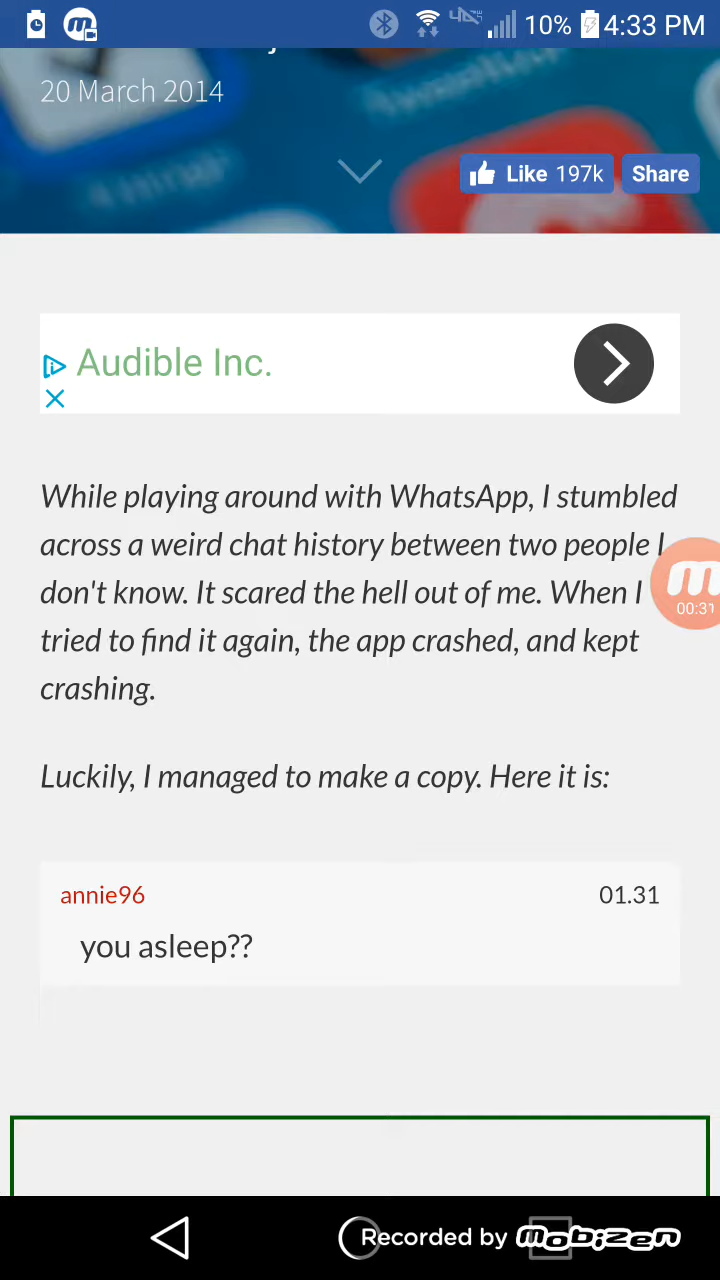 10% 4:33 PM
20 March 2014
Like 197k Share
Audible Inc.
While playing around with WhatsApp, I stumbled
across a weird chat history between two people I
don't know. It scared the hell out of me. When I
tried to find it again, the app crashed, and kept
crashing.
00:31
Luckily, I managed to make a copy. Here it is:
annie96 01.31
you asleep??
Recorded by mobizen